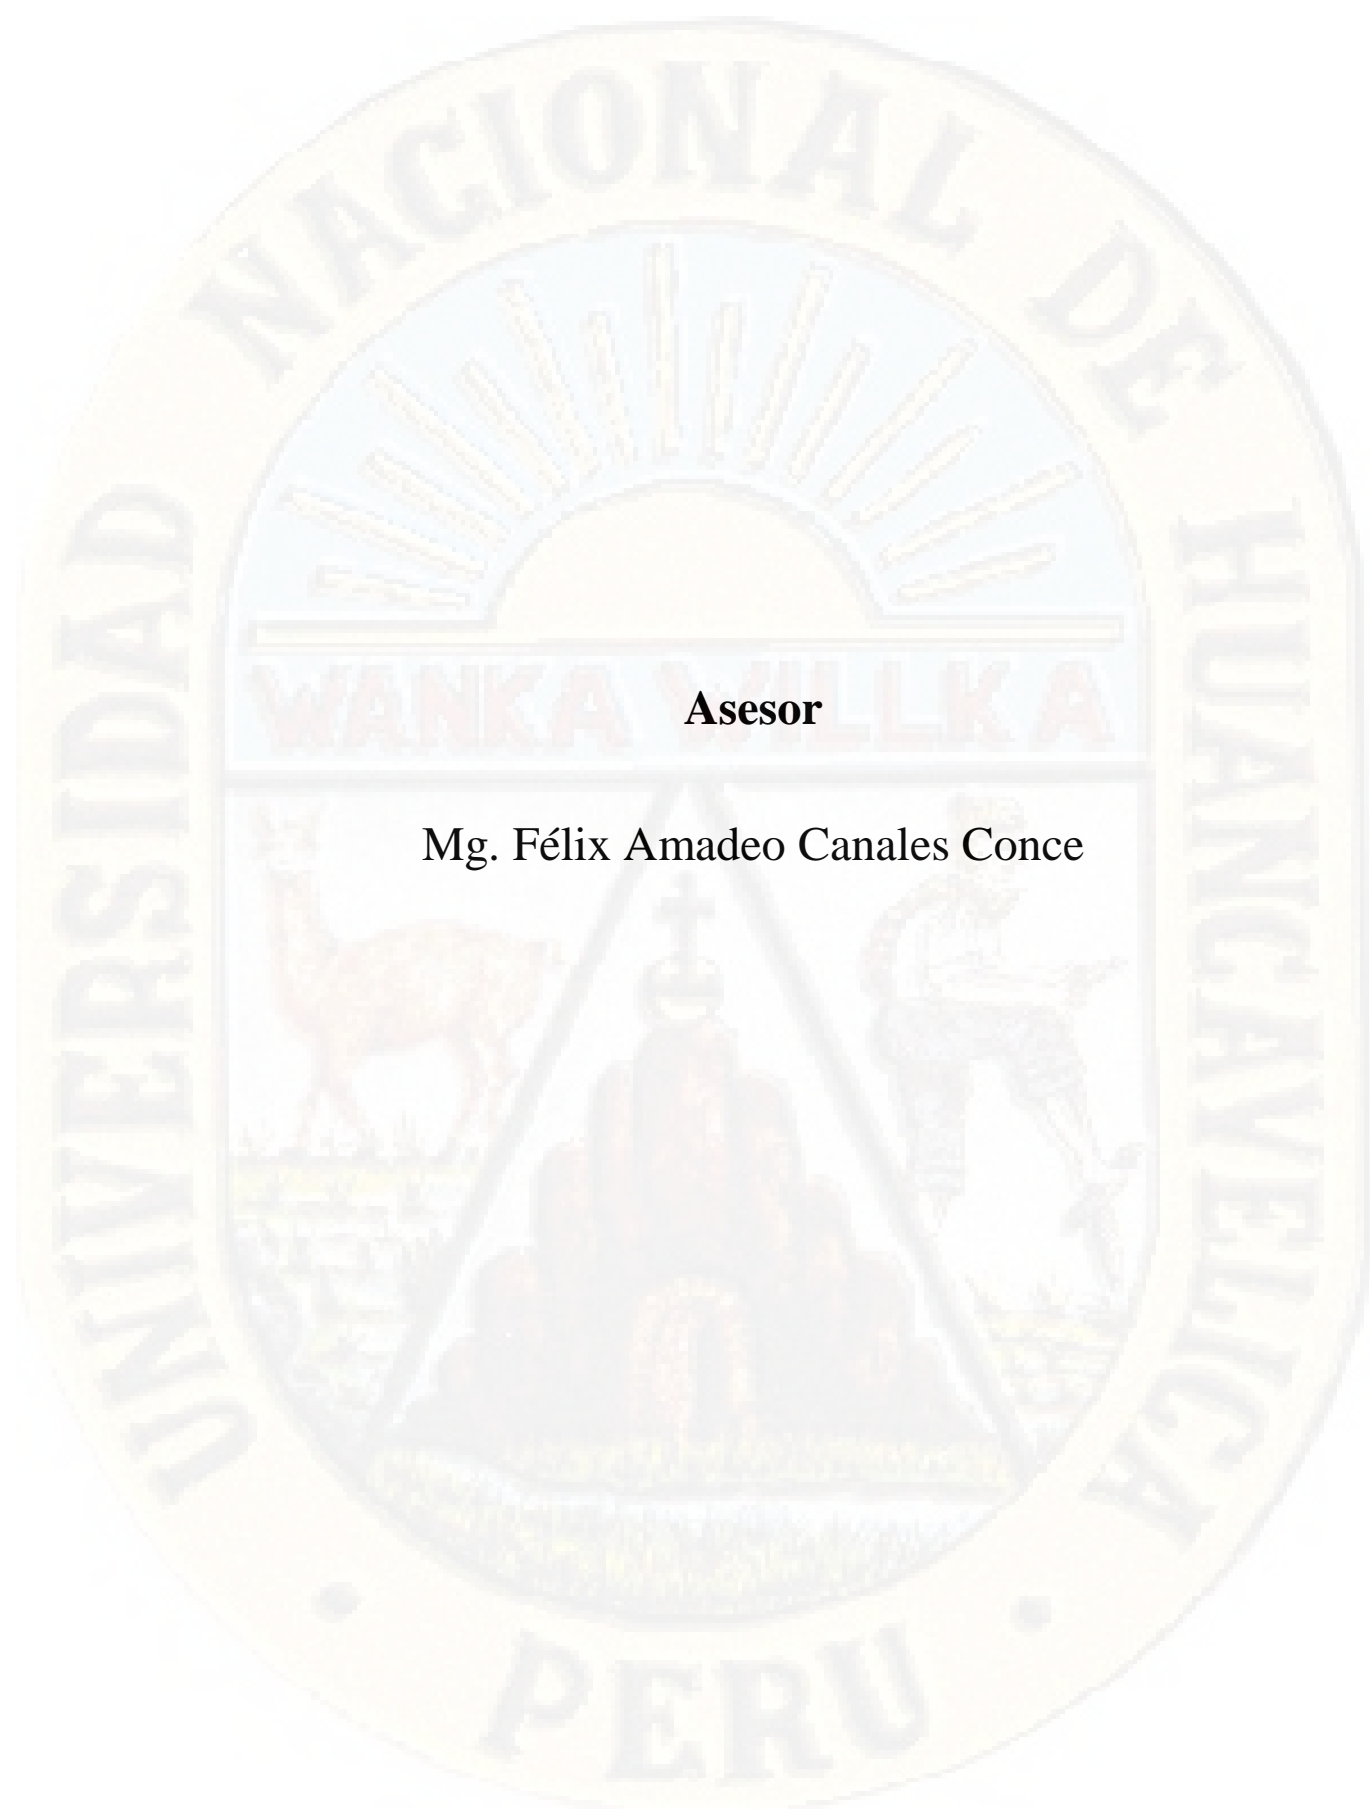 UNIVERSIDAD NACIONAL DE HUANCAVELICA
WANKA WILLKA
Asesor
Mg. Félix Amadeo Canales Conce
PERU